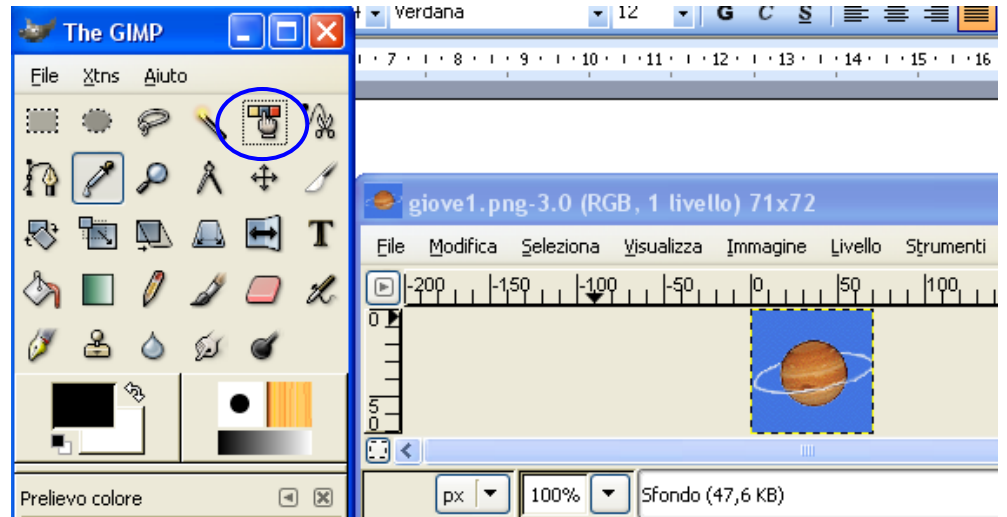 The GIMP
File Xtns Aiuto
Prelievo colore
Verdana 12 G C S
7 8 9 10 11 12 13 14 15 16
giove1.png-3.0 (RGB, 1 livello) 71x72
File Modifica Seleziona Visualizza Immagine Livello Strumenti
-200 -150 -100 -50 0 50 100
0
50
px 100% Sfondo (47,6 KB)